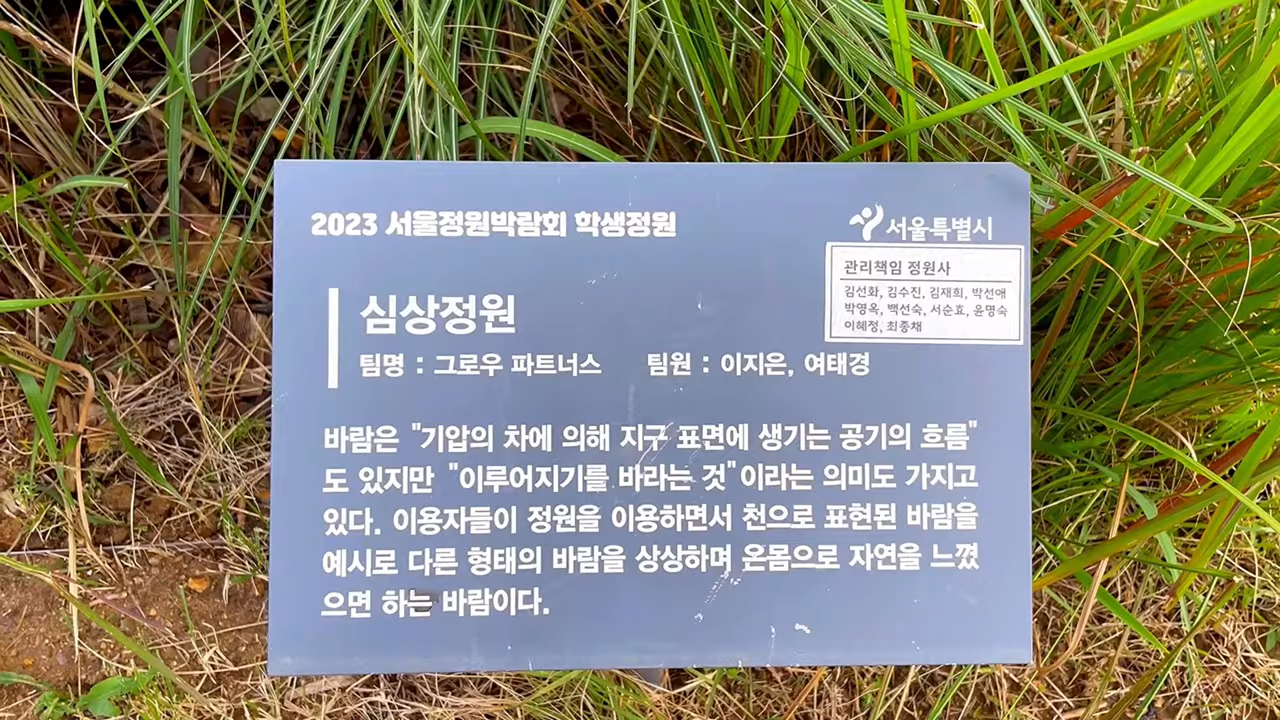 2023 서울정원박람회 학생정원
서울특별시
관리책임 정원사
김선화, 김수진, 김재희, 박선애
박영옥, 백선숙, 서순효, 윤명숙
이혜정, 최종채
심상정원
팀명 : 그로우 파트너스 팀원 : 이지은, 여태경
바람은 "기압의 차에 의해 지구 표면에 생기는 공기의 흐름"
도 있지만 "이루어지기를 바라는 것"이라는 의미도 가지고
있다. 이용자들이 정원을 이용하면서 천으로 표현된 바람을
예시로 다른 형태의 바람을 상상하며 온몸으로 자연을 느꼈
으면 하는 바람이다.